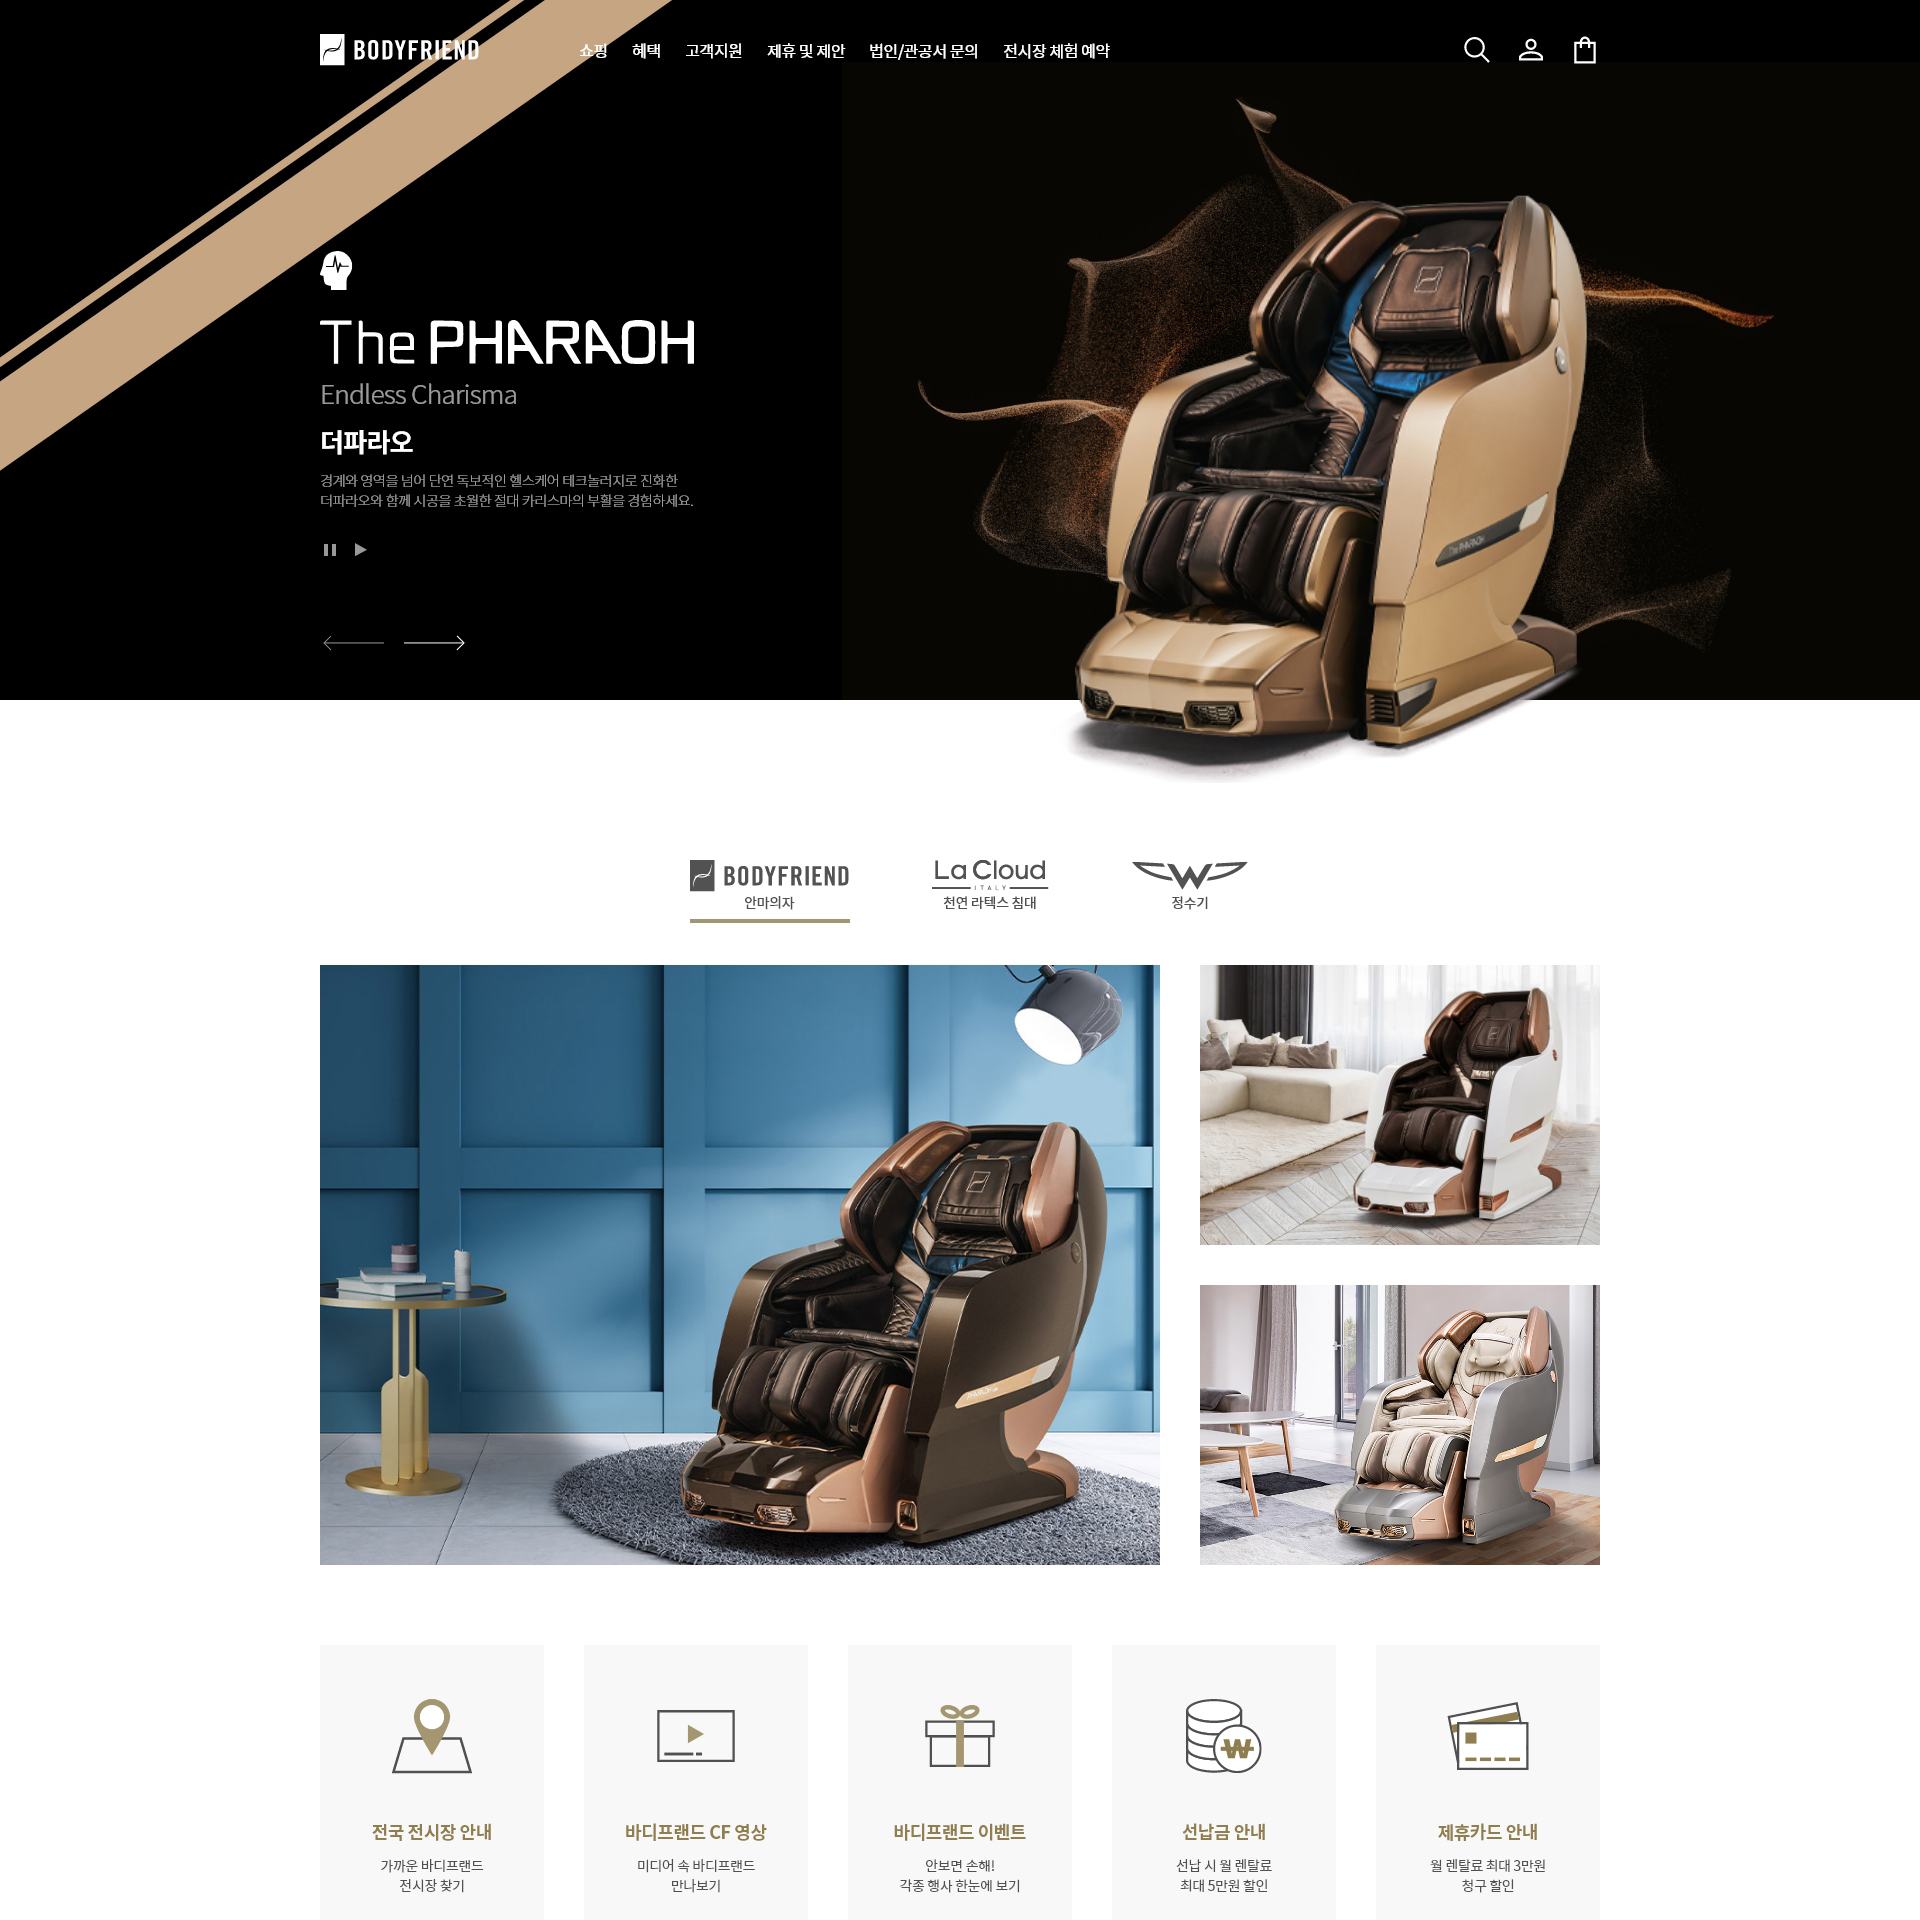 BODYFRIEND
쇼핑 혜택 고객지원 제휴 및 제안 법인/관공서 문의 전시장 체험 예약
The PHARAOH
Endless Charisma
더파라오
경계와 영역을 넘어 단연 독보적인 헬스케어 테크놀러지로 진화한
더파라오와 함께 시공을 초월한 절대 카리스마의 부활을 경험하세요.
The PHARAOH
BODYFRIEND
안마의자
La Cloud
ITALY
천연 라텍스 침대
W
정수기
전국 전시장 안내
가까운 바디프랜드
전시장 찾기
바디프랜드 CF 영상
미디어 속 바디프랜드
만나보기
바디프랜드 이벤트
안보면 손해!
각종 행사 한눈에 보기
선납금 안내
선납 시 월 렌탈료
최대 5만원 할인
제휴카드 안내
월 렌탈료 최대 3만원
청구 할인